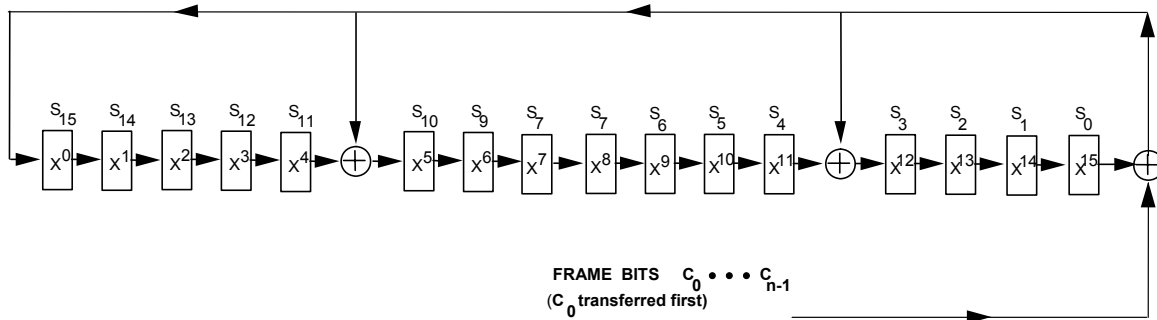 S15 S14 S13 S12 S11 S10 S9 S7 S7 S6 S5 S4 S3 S2 S1 S0
X0 X1 X2 X3 X4 X5 X6 X7 X8 X9 X10 X11 X12 X13 X14 X15
FRAME BITS C0 • • • Cn-1
(C0 transferred first)